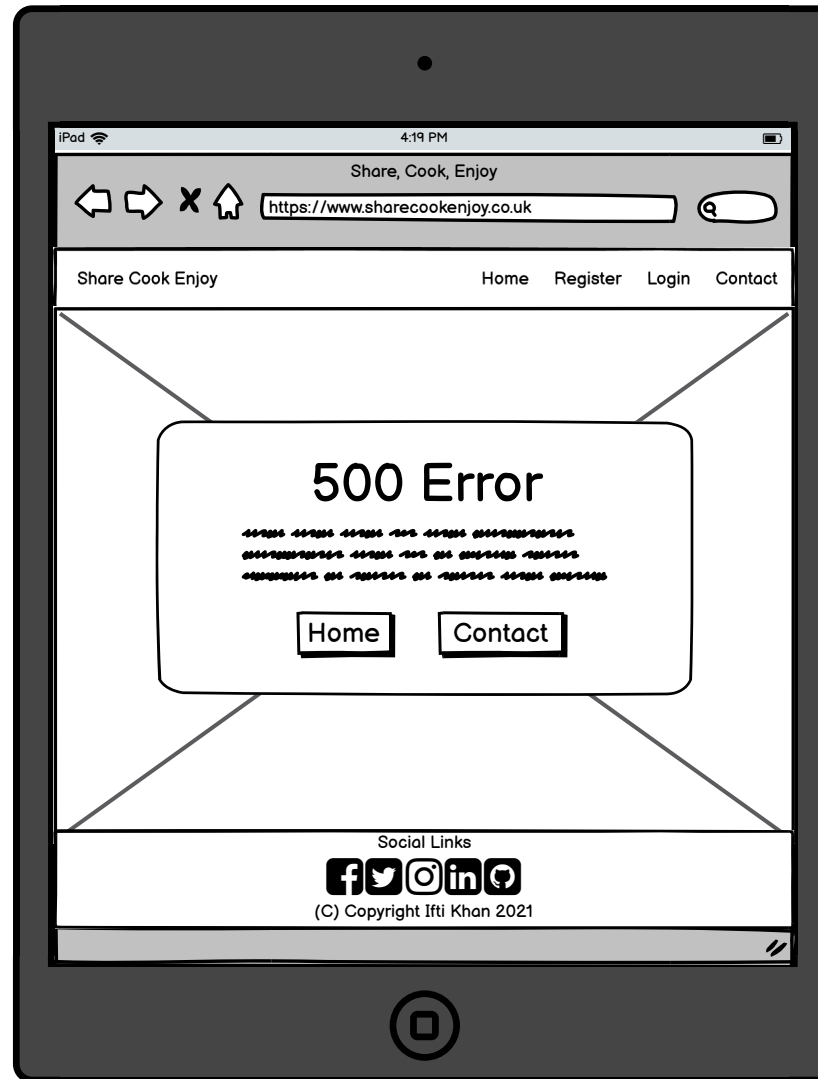 iPad 4:19 PM
Share, Cook, Enjoy
https://www.sharecookenjoy.co.uk
Share Cook Enjoy Home Register Login Contact
500 Error
Home Contact
Social Links
(C) Copyright Ifti Khan 2021